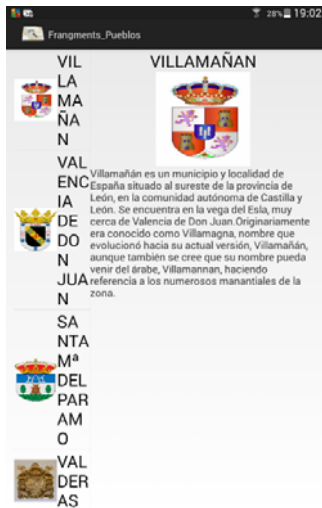 28% 19:02
Frangments_Pueblos
VIL
LA
MA
ÑA
N
VAL
ENC
IA
DE
DO
N
JUA
N
SA
NTA
Mª
DEL
PAR
AM
O
VAL
DER
AS
VILLAMAÑAN
Villamañán es un municipio y localidad de
España situado al sureste de la provincia de
León, en la comunidad autónoma de Castilla y
León. Se encuentra en la vega del Esla, muy
cerca de Valencia de Don Juan.Originariamente
era conocido como Villamagna, nombre que
evolucionó hacia su actual versión, Villamañán,
aunque también se cree que su nombre pueda
venir del árabe, Villamannan, haciendo
referencia a los numerosos manantiales de la
zona.